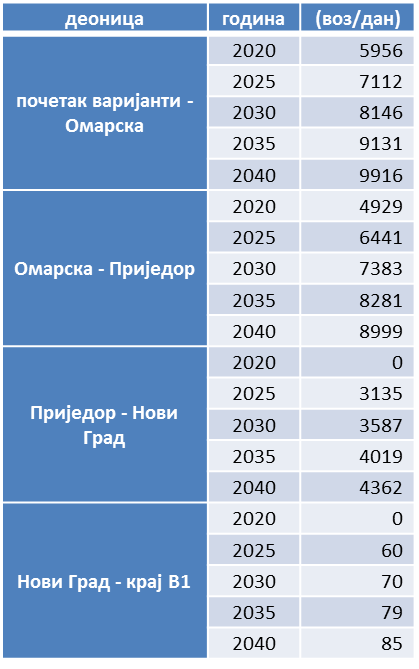 деоница година (воз/дан)
почетак варијанти -
Омарска
2020 5956
2025 7112
2030 8146
2035 9131
2040 9916
Омарска - Приједор
2020 4929
2025 6441
2030 7383
2035 8281
2040 8999
Приједор - Нови
Град
2020 0
2025 3135
2030 3587
2035 4019
2040 4362
Нови Град - крај В1
2020 0
2025 60
2030 70
2035 79
2040 85